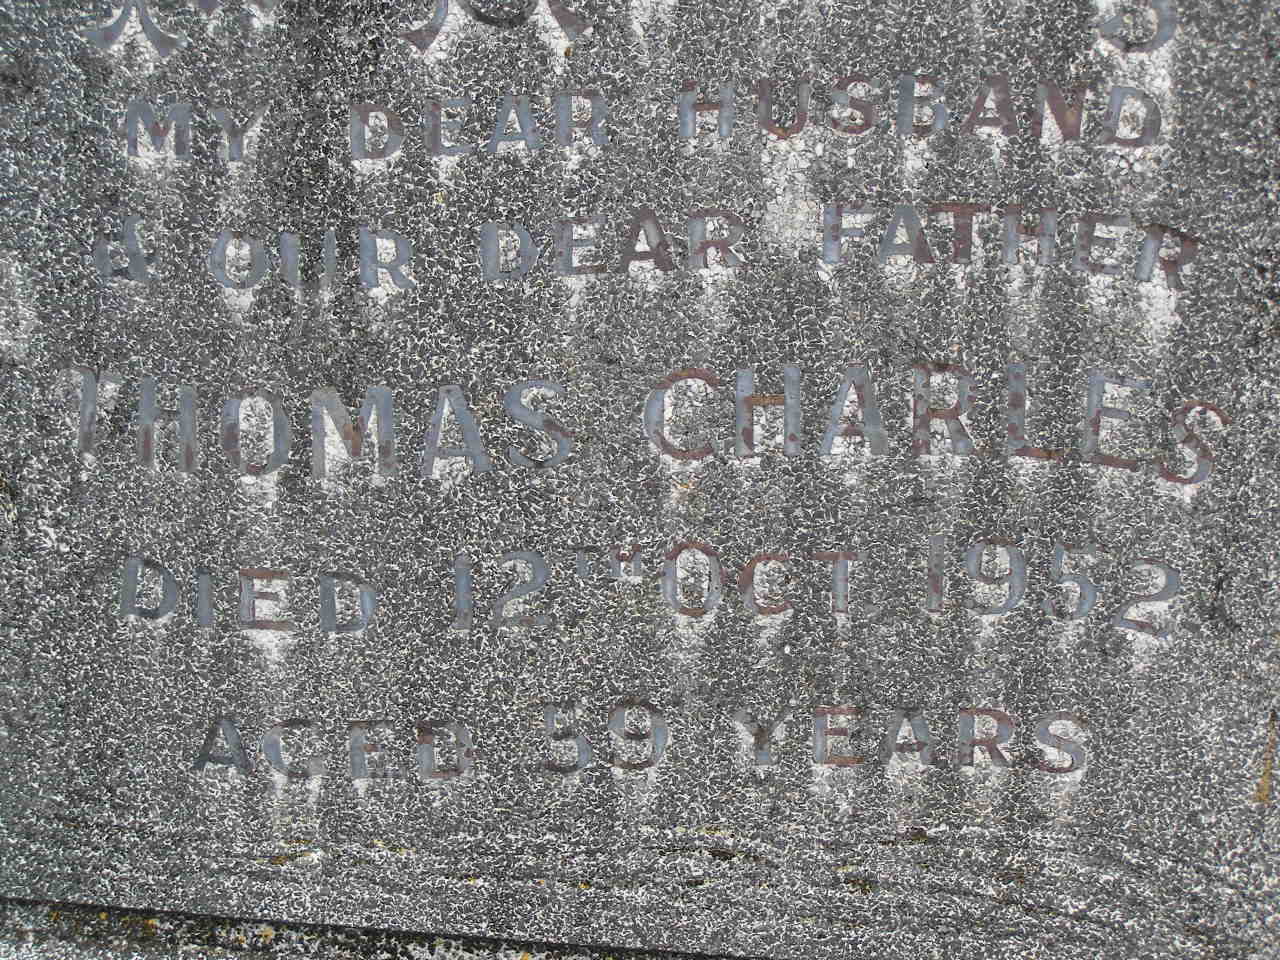 MY DEAR HUSBAND
& OUR DEAR FATHER
THOMAS CHARLES
DIED 12TH OCT. 1952
AGED 59 YEARS